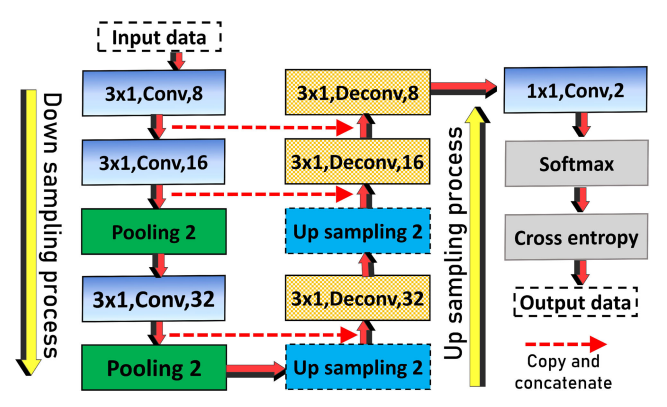 Input data
3x1,Conv,8
3x1,Conv,16
Pooling 2
3x1,Conv,32
Pooling 2
Down sampling process
3x1,Deconv,8
3x1,Deconv,16
Up sampling 2
3x1,Deconv,32
Up sampling 2
Up sampling process
1x1,Conv,2
Softmax
Cross entropy
Output data
Copy and
concatenate